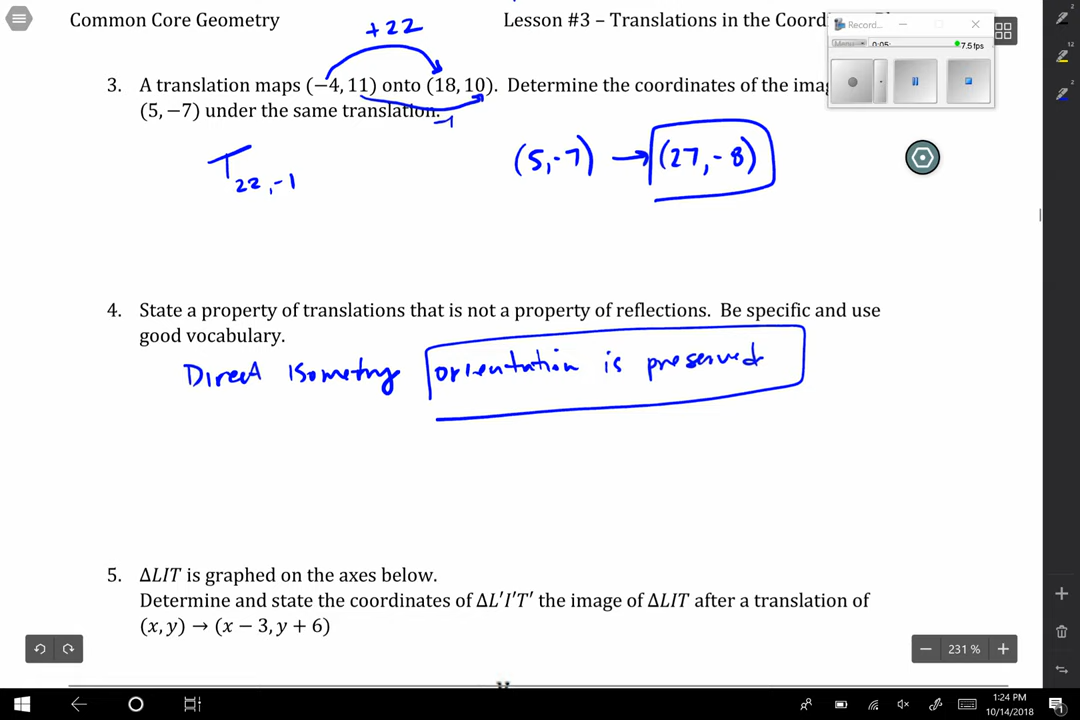 Common Core Geometry
Lesson #3 – Translations in the Coord
Record...
Menu
0:05:
7.5 fps
+22
3. A translation maps (−4, 11) onto (18, 10). Determine the coordinates of the ima
(5, −7) under the same translation.
-1
T22,-1
(5,-7) → (27,-8)
4. State a property of translations that is not a property of reflections. Be specific and use
good vocabulary.
Direct Isometry orientation is preserved
5. ΔLIT is graphed on the axes below.
Determine and state the coordinates of ΔL′I′T′ the image of ΔLIT after a translation of
(x, y) → (x − 3, y + 6)
231 %
1:24 PM
10/14/2018